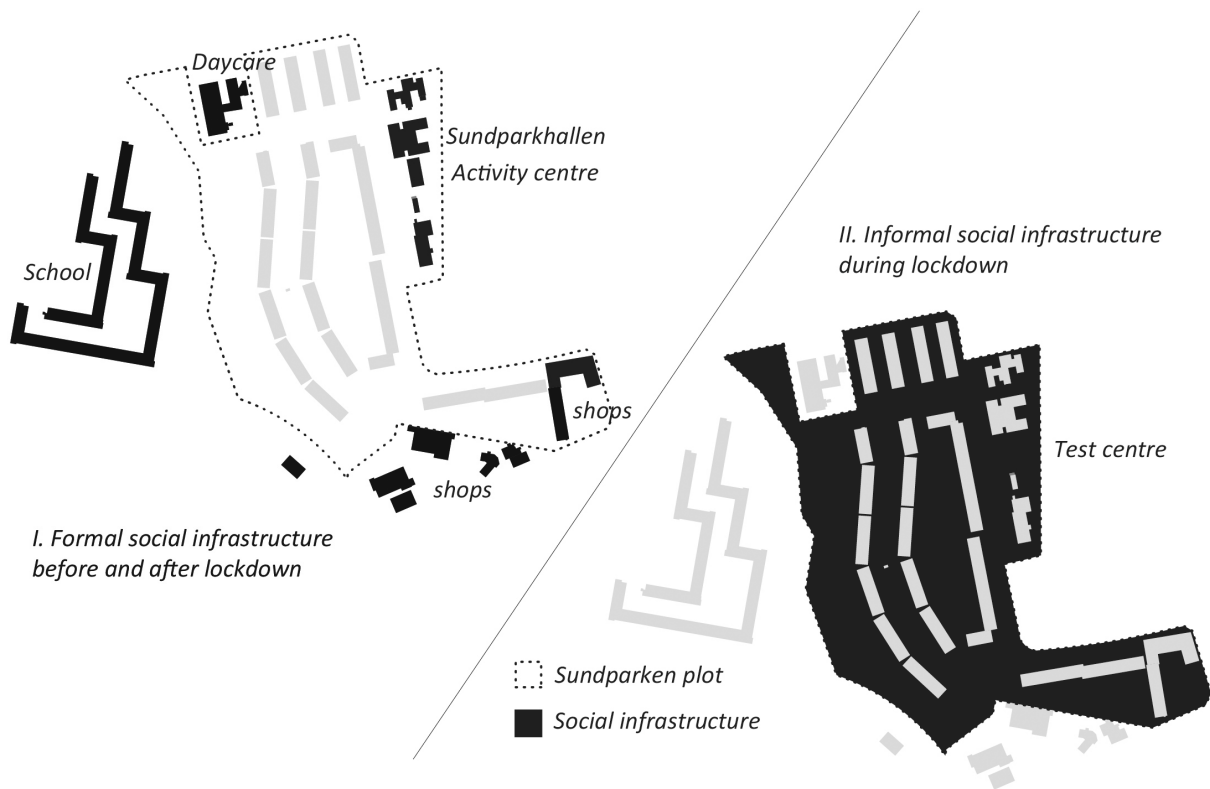 Daycare
Sundparkhallen
Activity centre
School
shops
shops
I. Formal social infrastructure
before and after lockdown
II. Informal social infrastructure
during lockdown
Test centre
Sundparken plot
Social infrastructure